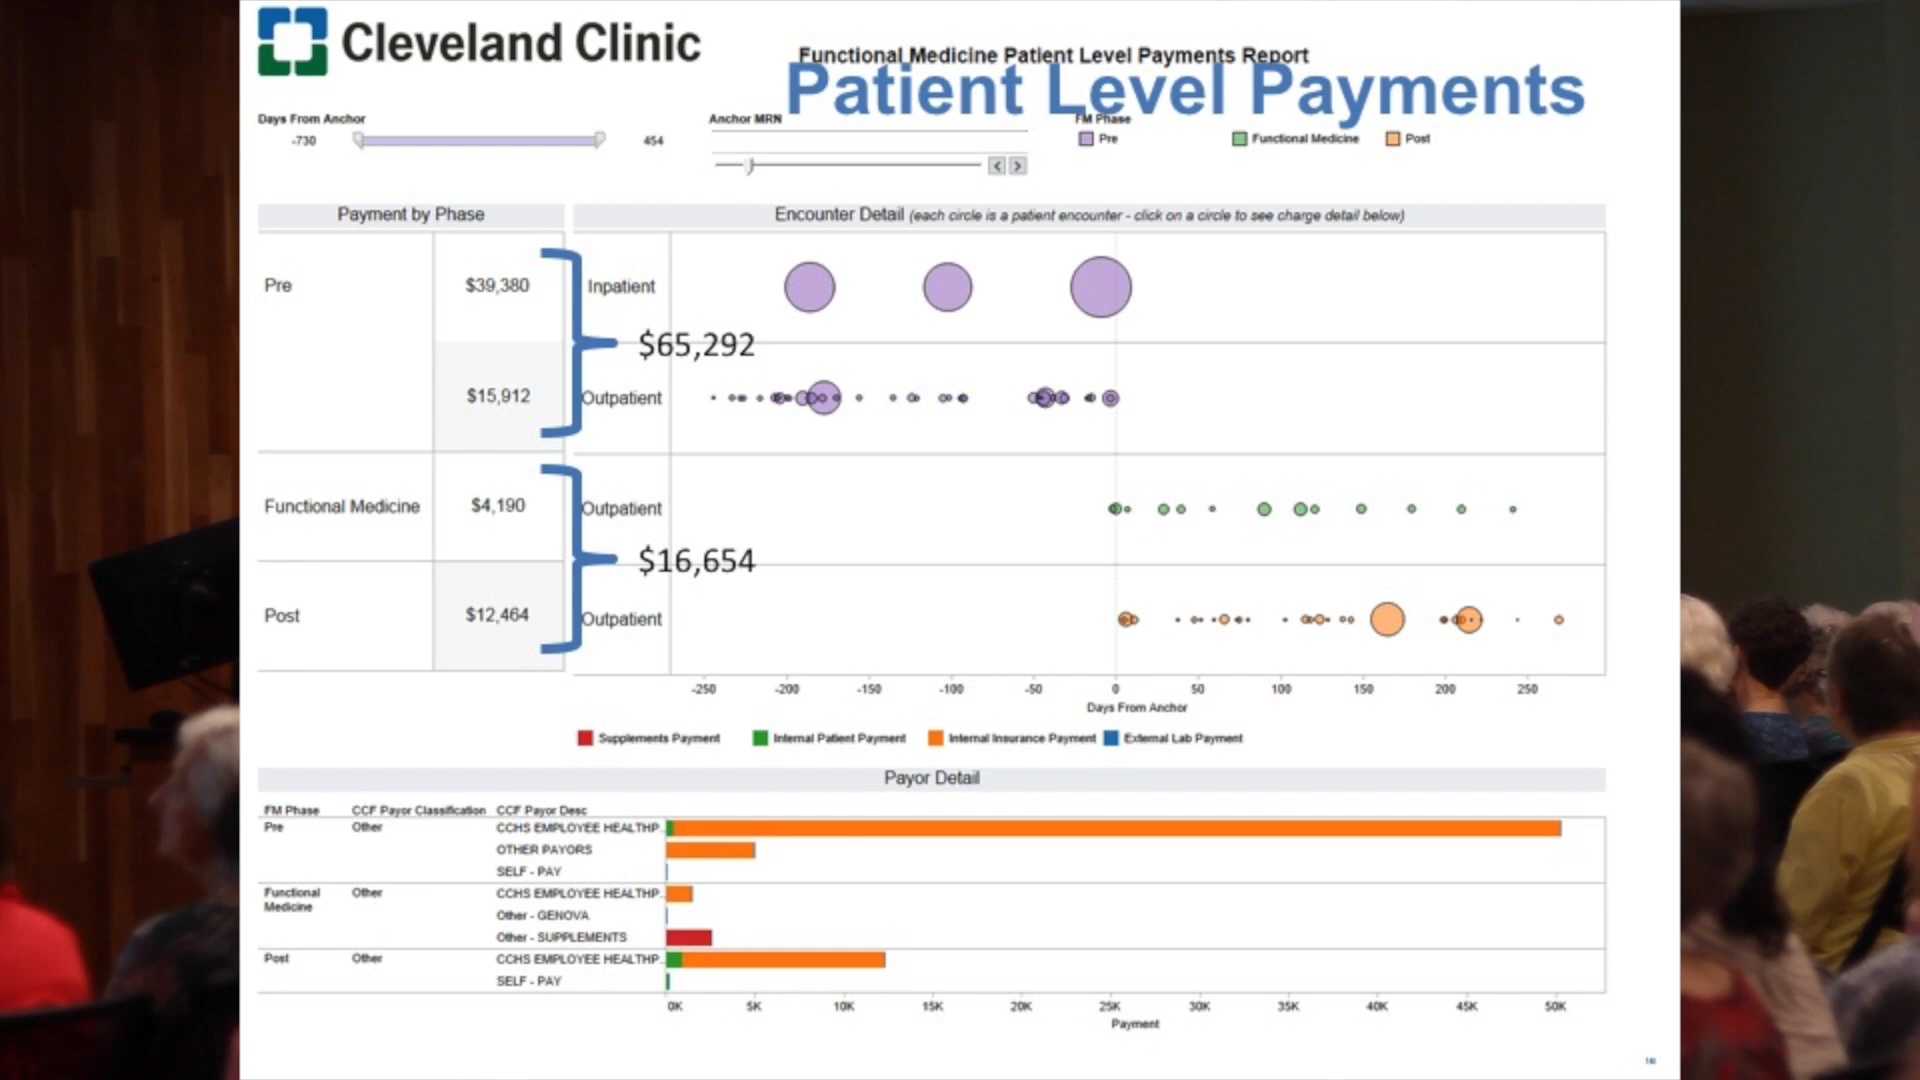 Cleveland Clinic
Functional Medicine Patient Level Payments Report
Patient Level Payments
Days From Anchor
-730
454
Anchor MRN
FM Phase
Pre
Functional Medicine
Post
Payment by Phase
Encounter Detail (each circle is a patient encounter - click on a circle to see charge detail below)
Pre
$39,380
Inpatient
$65,292
$15,912
Outpatient
Functional Medicine
$4,190
Outpatient
$16,654
Post
$12,464
Outpatient
-250 -200 -150 -100 -50 0 50 100 150 200 250
Days From Anchor
Supplements Payment
Internal Patient Payment
Internal Insurance Payment
External Lab Payment
Payor Detail
FM Phase CCF Payor Classification CCF Payor Desc
Pre Other CCHS EMPLOYEE HEALTHP..
OTHER PAYORS
SELF - PAY
Functional Medicine Other CCHS EMPLOYEE HEALTHP..
Other - GENOVA
Other - SUPPLEMENTS
Post Other CCHS EMPLOYEE HEALTHP..
SELF - PAY
0K 5K 10K 15K 20K 25K 30K 35K 40K 45K 50K
Payment